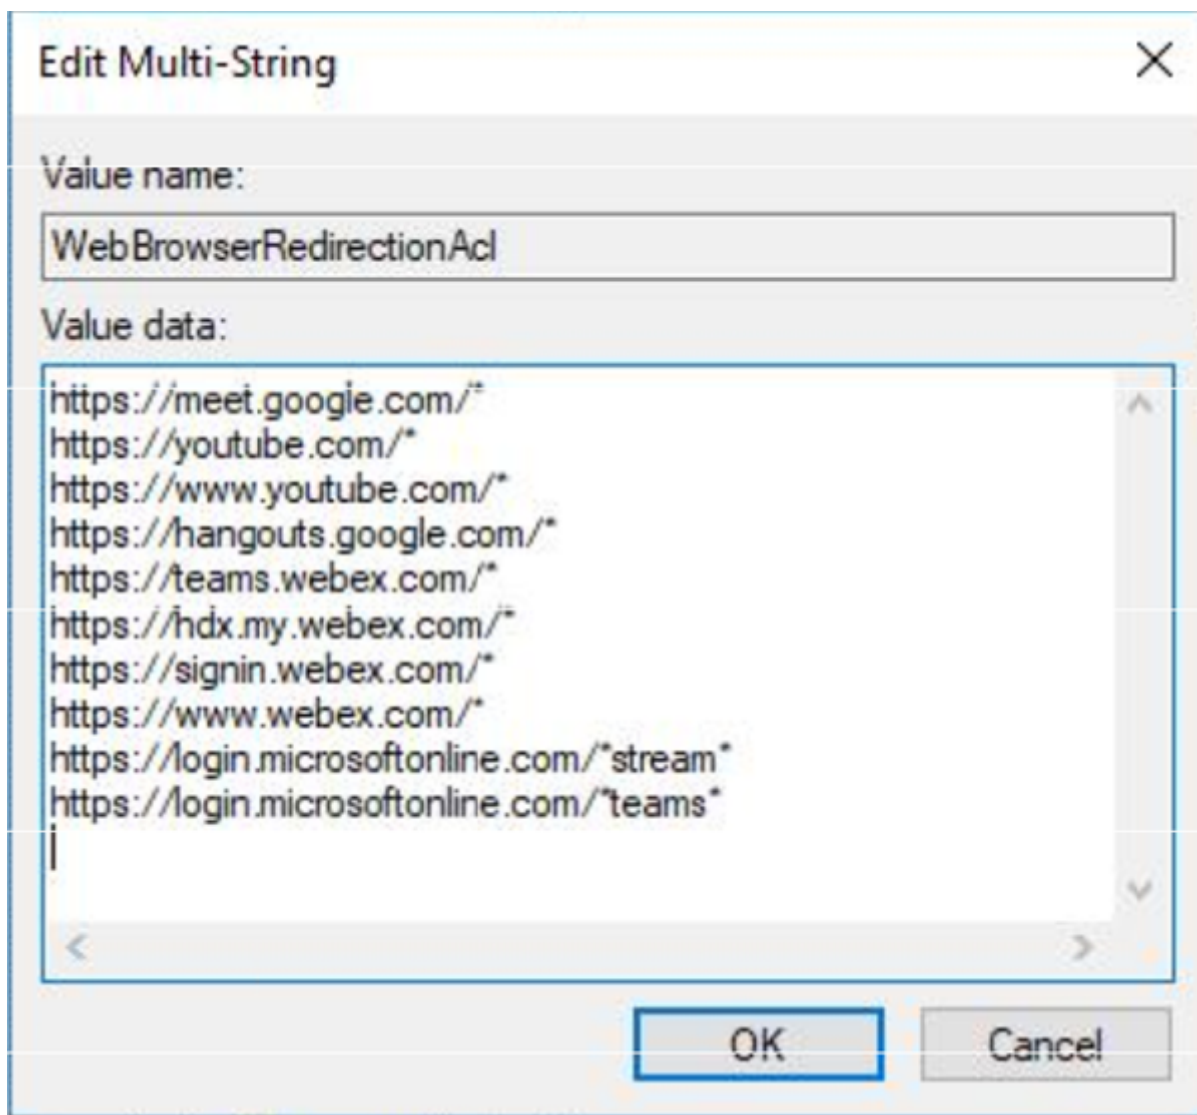 Edit Multi-String
Value name:
WebBrowserRedirectionAcl
Value data:
https://meet.google.com/*
https://youtube.com/*
https://www.youtube.com/*
https://hangouts.google.com/*
https://teams.webex.com/*
https://hdx.my.webex.com/*
https://signin.webex.com/*
https://www.webex.com/*
https://login.microsoftonline.com/*stream*
https://login.microsoftonline.com/*teams*
OK Cancel